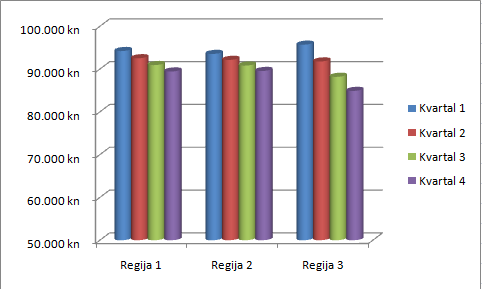 100.000 kn
90.000 kn
80.000 kn
70.000 kn
60.000 kn
50.000 kn
Regija 1
Regija 2
Regija 3
Kvartal 1
Kvartal 2
Kvartal 3
Kvartal 4